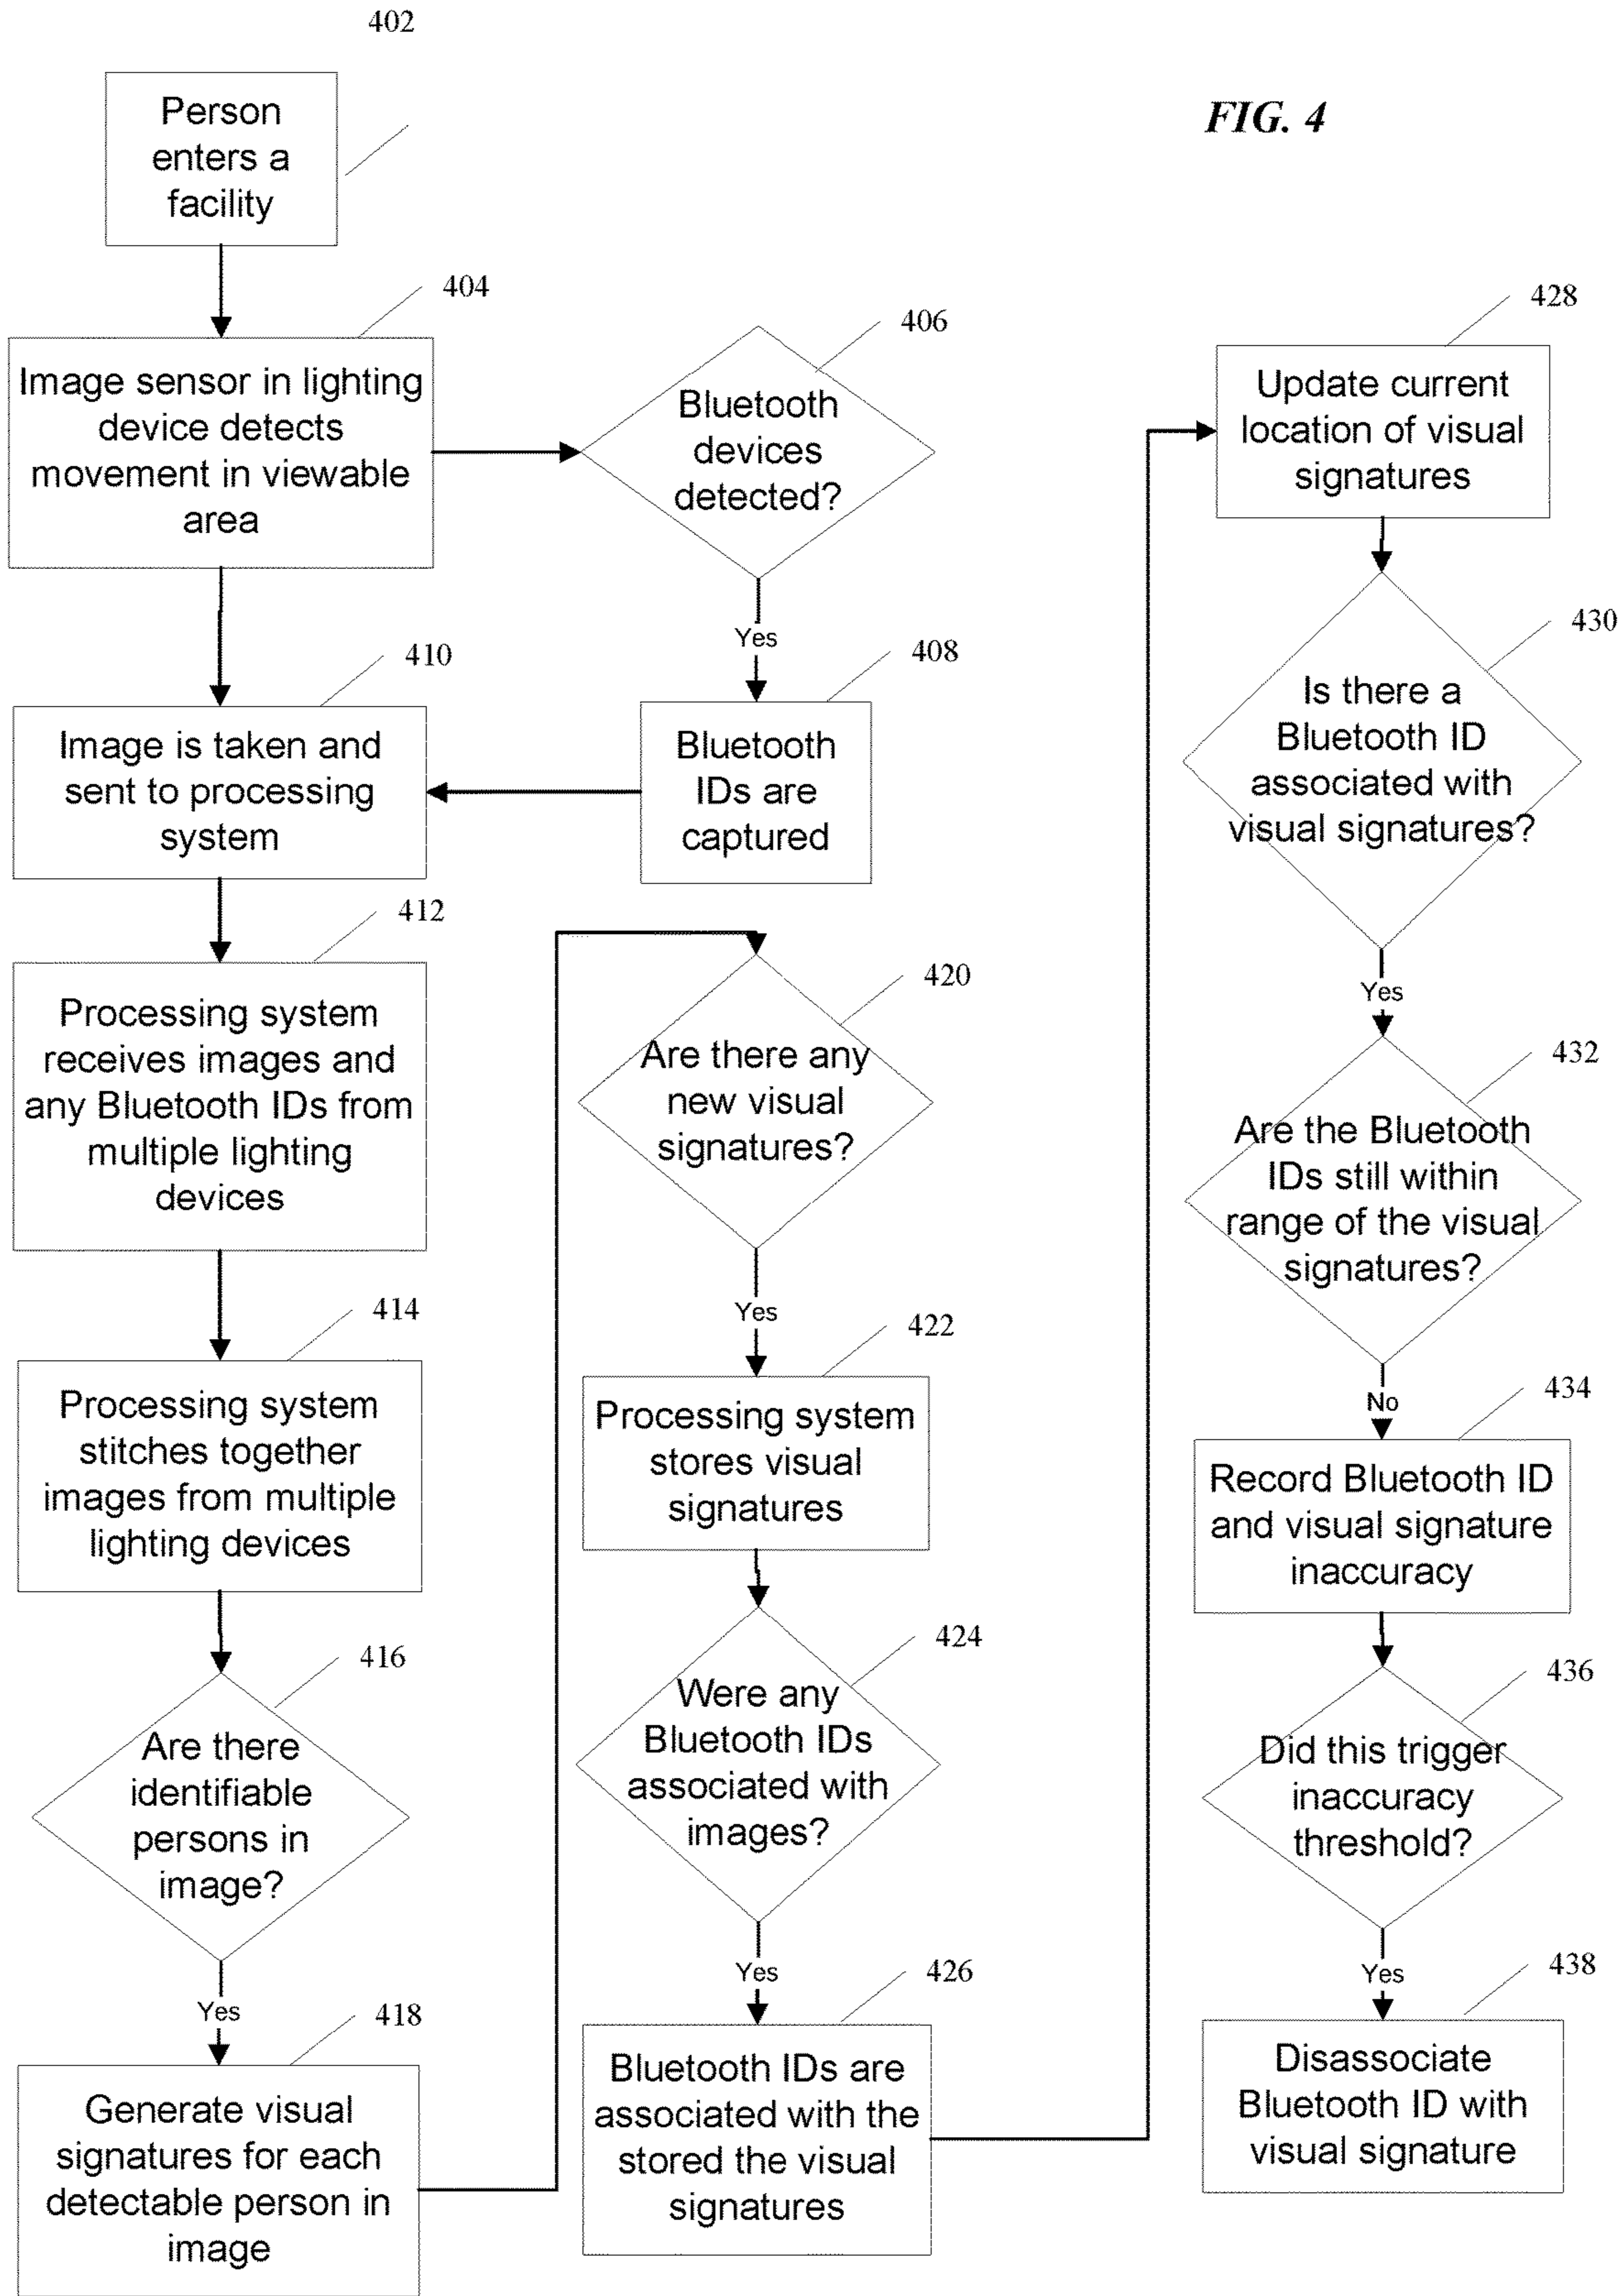 402
Person
enters a
facility
FIG. 4
404
Image sensor in lighting
device detects
movement in viewable
area
406
Bluetooth
devices
detected?
Yes
408
Bluetooth
IDs are
captured
410
Image is taken and
sent to processing
system
412
Processing system
receives images and
any Bluetooth IDs from
multiple lighting
devices
414
Processing system
stitches together
images from multiple
lighting devices
416
Are there
identifiable
persons in
image?
Yes
418
Generate visual
signatures for each
detectable person in
image
420
Are there any
new visual
signatures?
Yes
422
Processing system
stores visual
signatures
424
Were any
Bluetooth IDs
associated with
images?
Yes
426
Bluetooth IDs are
associated with the
stored the visual
signatures
428
Update current
location of visual
signatures
430
Is there a
Bluetooth ID
associated with
visual signatures?
Yes
432
Are the Bluetooth
IDs still within
range of the visual
signatures?
No
434
Record Bluetooth ID
and visual signature
inaccuracy
436
Did this trigger
inaccuracy
threshold?
Yes
438
Disassociate
Bluetooth ID with
visual signature